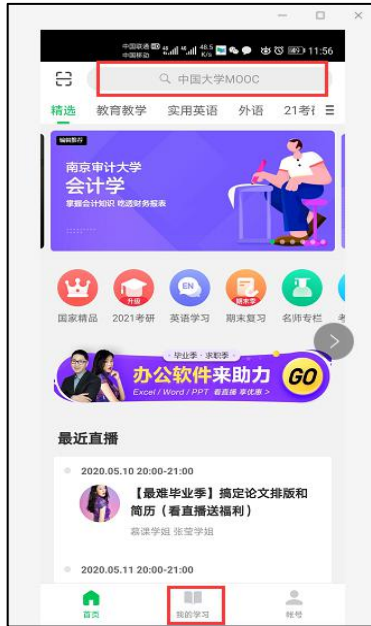 中国联通 HD 中国移动 48.5 K/s 11:56
中国大学MOOC
精选 教育教学 实用英语 外语 21考研
编辑推荐
南京审计大学
会计学
掌握会计知识 吃透财务报表
升级 EN 期末季
国家精品 2021考研 英语学习 期末复习 名师专栏
· 毕业季 · 求职季 ·
办公软件来助力 GO
Excel / Word / PPT 看直播 享优惠 >
最近直播
2020.05.10 20:00-21:00
【最难毕业季】搞定论文排版和
简历（看直播送福利）
慕课学姐 张莹学姐
2020.05.11 20:00-21:00
首页 我的学习 帐号